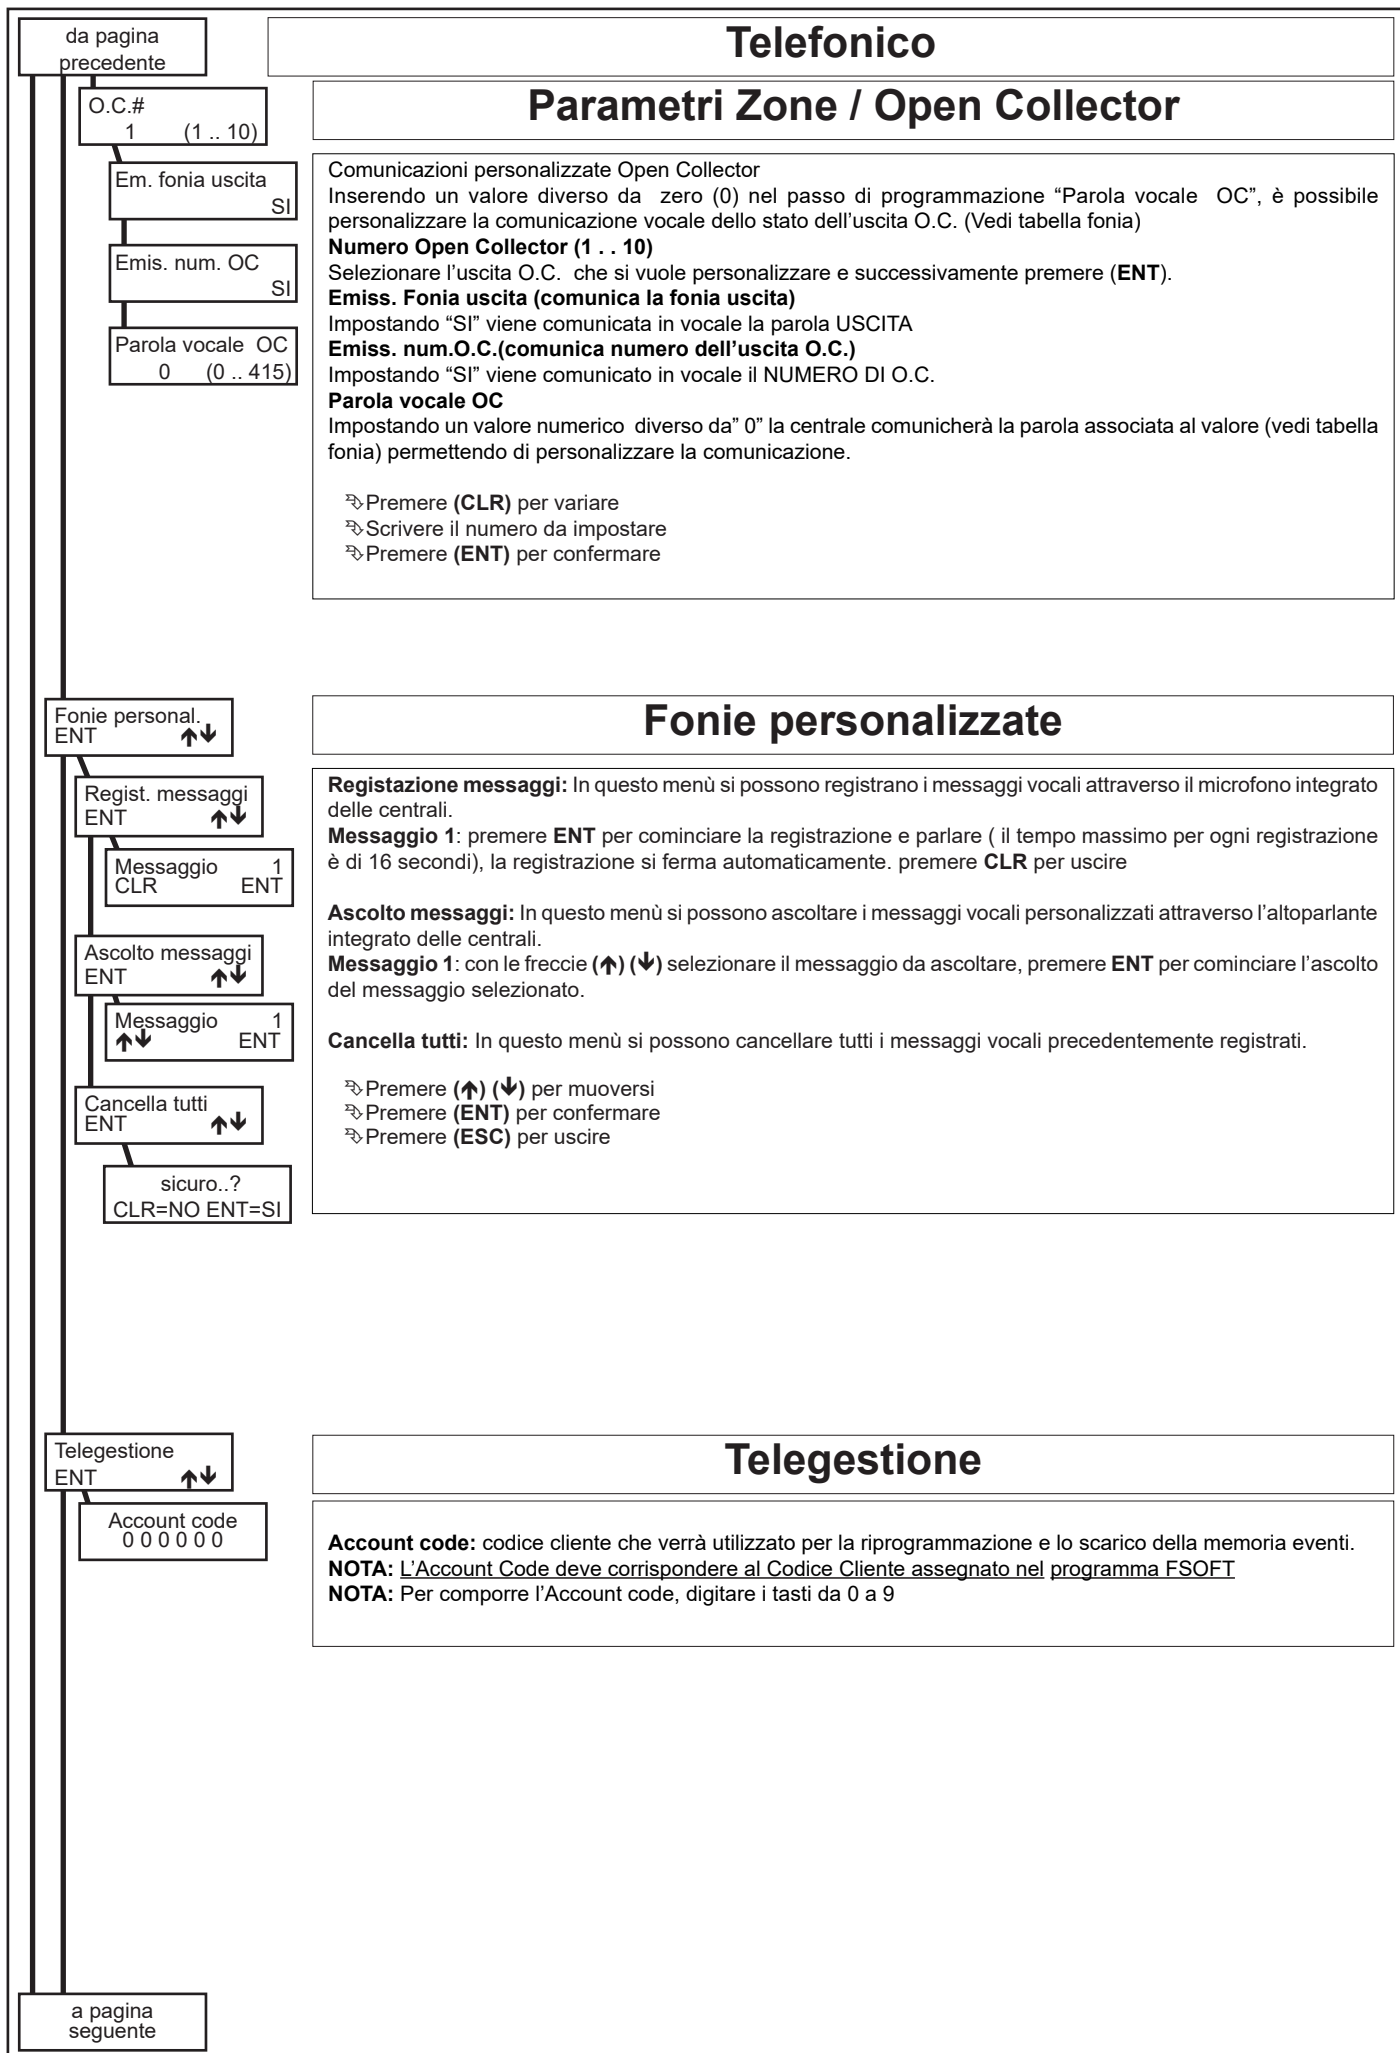 da pagina
precedente
Telefonico
O.C.#
1 (1 .. 10)
Parametri Zone / Open Collector
Em. fonia uscita
SI
Emis. num. OC
SI
Parola vocale OC
0 (0 .. 415)
Comunicazioni personalizzate Open Collector
Inserendo un valore diverso da zero (0) nel passo di programmazione “Parola vocale OC”, è possibile
personalizzare la comunicazione vocale dello stato dell’uscita O.C. (Vedi tabella fonia)
Numero Open Collector (1 . . 10)
Selezionare l’uscita O.C. che si vuole personalizzare e successivamente premere (ENT).
Emiss. Fonia uscita (comunica la fonia uscita)
Impostando “SI” viene comunicata in vocale la parola USCITA
Emiss. num.O.C.(comunica numero dell’uscita O.C.)
Impostando “SI” viene comunicato in vocale il NUMERO DI O.C.
Parola vocale OC
Impostando un valore numerico diverso da” 0” la centrale comunicherà la parola associata al valore (vedi tabella
fonia) permettendo di personalizzare la comunicazione.
Premere (CLR) per variare
Scrivere il numero da impostare
Premere (ENT) per confermare
Fonie personal.
ENT ↑↓
Fonie personalizzate
Regist. messaggi
ENT ↑↓
Messaggio 1
CLR ENT
Ascolto messaggi
ENT ↑↓
Messaggio 1
↑↓ ENT
Cancella tutti
ENT ↑↓
sicuro..?
CLR=NO ENT=SI
Registazione messaggi: In questo menù si possono registrano i messaggi vocali attraverso il microfono integrato
delle centrali.
Messaggio 1: premere ENT per cominciare la registrazione e parlare ( il tempo massimo per ogni registrazione
è di 16 secondi), la registrazione si ferma automaticamente. premere CLR per uscire
Ascolto messaggi: In questo menù si possono ascoltare i messaggi vocali personalizzati attraverso l’altoparlante
integrato delle centrali.
Messaggio 1: con le freccie (↑) (↓) selezionare il messaggio da ascoltare, premere ENT per cominciare l’ascolto
del messaggio selezionato.
Cancella tutti: In questo menù si possono cancellare tutti i messaggi vocali precedentemente registrati.
Premere (↑) (↓) per muoversi
Premere (ENT) per confermare
Premere (ESC) per uscire
Telegestione
ENT ↑↓
Telegestione
Account code
0 0 0 0 0 0
Account code: codice cliente che verrà utilizzato per la riprogrammazione e lo scarico della memoria eventi.
NOTA: L’Account Code deve corrispondere al Codice Cliente assegnato nel programma FSOFT
NOTA: Per comporre l’Account code, digitare i tasti da 0 a 9
a pagina
seguente